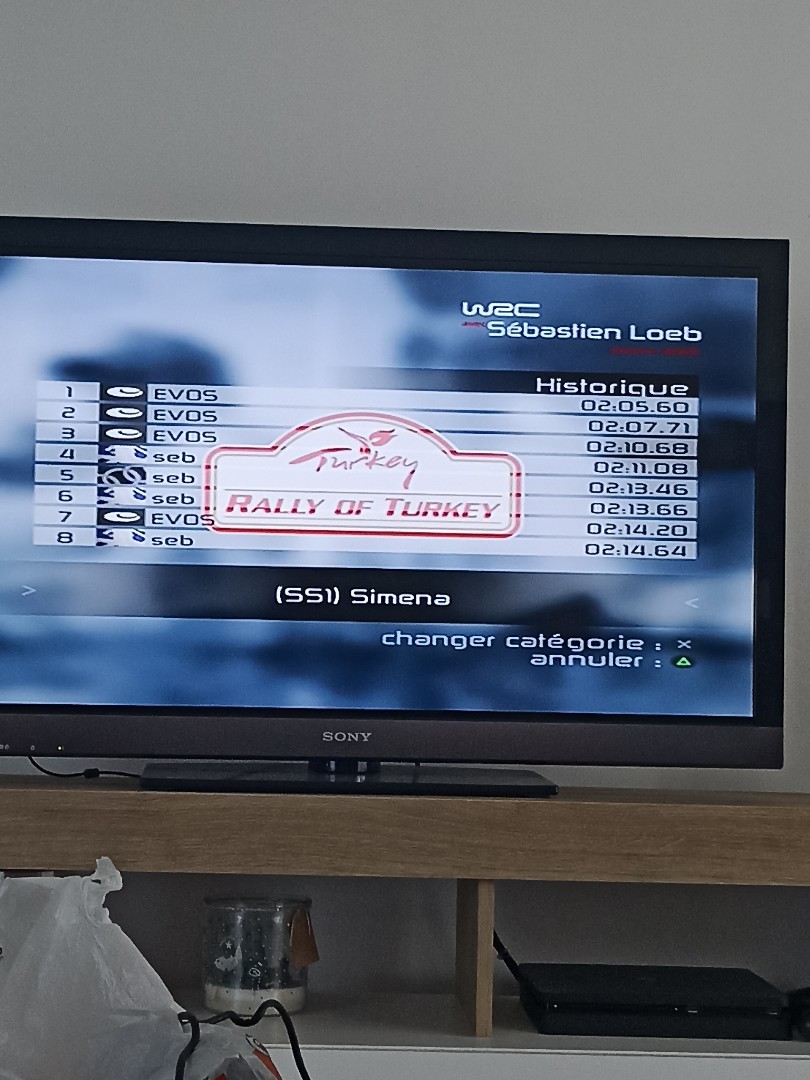 WRC
Sébastien Loeb
Historique
1 EVOS 02:05.60
2 EVOS 02:07.71
3 EVOS 02:10.68
4 seb 02:11.08
5 seb 02:13.46
6 seb 02:13.66
7 EVOS 02:14.20
8 seb 02:14.64
Turkey
RALLY OF TURKEY
> (SS1) Simena <
changer catégorie : X
annuler :
SONY